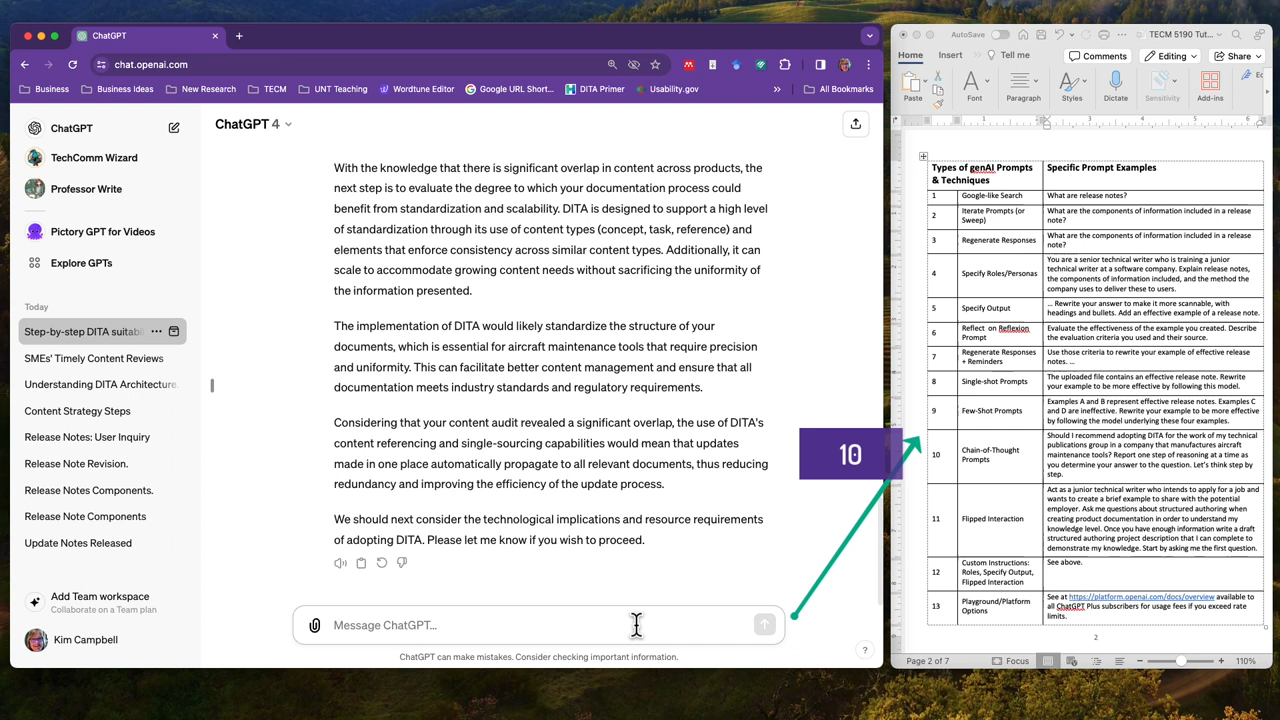 ChatGPT
chat.openai.com
Business
Business Ideas
New Research
TECM
ICT Teaching
Wordtune Editor
Google URL Short...
DITA Primer
Usability.gov
»
All Bookmarks
ChatGPT
TechComm Wizard
Professor Write
Pictory GPT for Videos
Explore GPTs
Today
Step-by-step DITA suitabi
SMEs' Timely Content Reviews
Understanding DITA Architecture.
Content Strategy Steps
Release Notes: User Inquiry
Release Note Revision.
Release Notes Components.
Release Note Components
Update Notes Released
Add Team workspace
Collaborate on a Team plan
Kim Campbell
ChatGPT 4
With the knowledge that there is significant overlap in content across products, the
next step is to evaluate the degree to which your documentation process could
benefit from standardization and scalability. DITA is designed to support a high level
of standardization through its use of content types (concept, task, reference) and
elements that enforce consistency across similar content types. Additionally, it can
scale to accommodate growing content needs without sacrificing the uniformity of
the information presented.
The implementation of DITA would likely standardize the structure of your
documents, which is essential for aircraft maintenance tools that require precision
and uniformity. This can facilitate better content management and ensure that all
documentation meets industry standards and regulatory requirements.
Considering that your content audit revealed a significant overlap, the use of DITA's
content referencing and single-sourcing capabilities would mean that updates
made in one place automatically propagate to all relevant documents, thus reducing
redundancy and improving the efficiency of the update process.
We should next consider the technological implications and resource requirements
of adopting DITA. Please let me know if you wish to proceed.
Message ChatGPT...
ChatGPT can make mistakes. Consider checking important information.
?
10
AutoSave
TECM 5190 Tut...
Home
Insert
»
Tell me
Comments
Editing
Share
Paste
Font
Paragraph
Styles
Dictate
Sensitivity
Add-ins
1 2 3 4 5 6
Types of genAI Prompts
& Techniques
Specific Prompt Examples
1
Google-like Search
What are release notes?
2
Iterate Prompts (or
Sweep)
What are the components of information included in a release
note?
3
Regenerate Responses
What are the components of information included in a release
note?
4
Specify Roles/Personas
You are a senior technical writer who is training a junior
technical writer at a software company. Explain release notes,
the components of information included, and the method the
company uses to deliver these to users.
5
Specify Output
... Rewrite your answer to make it more scannable, with
headings and bullets. Add an effective example of a release note.
6
Reflect on Reflexion
Prompt
Evaluate the effectiveness of the example you created. Describe
the evaluation criteria you used and their source.
7
Regenerate Responses
+ Reminders
Use those criteria to rewrite your example of effective release
notes. ...
8
Single-shot Prompts
The uploaded file contains an effective release note. Rewrite
your example to be more effective by following this model.
9
Few-Shot Prompts
Examples A and B represent effective release notes. Examples C
and D are ineffective. Rewrite your example to be more effective
by following the model underlying these four examples.
10
Chain-of-Thought
Prompts
Should I recommend adopting DITA for the work of my technical
publications group in a company that manufactures aircraft
maintenance tools? Report one step of reasoning at a time as
you determine your answer to the question. Let's think step by
step.
11
Flipped Interaction
Act as a junior technical writer who intends to apply for a job and
wants to create a brief example to share with the potential
employer. Ask me questions about structured authoring when
creating product documentation in order to understand my
knowledge level. Once you have enough information write a draft
structured authoring project description that I can complete to
demonstrate my knowledge. Start by asking me the first question.
12
Custom Instructions:
Roles, Specify Output,
Flipped Interaction
See above.
13
Playground/Platform
Options
See at https://platform.openai.com/docs/overview available to
all ChatGPT Plus subscribers for usage fees if you exceed rate
limits.
2
Page 2 of 7
Focus
110%